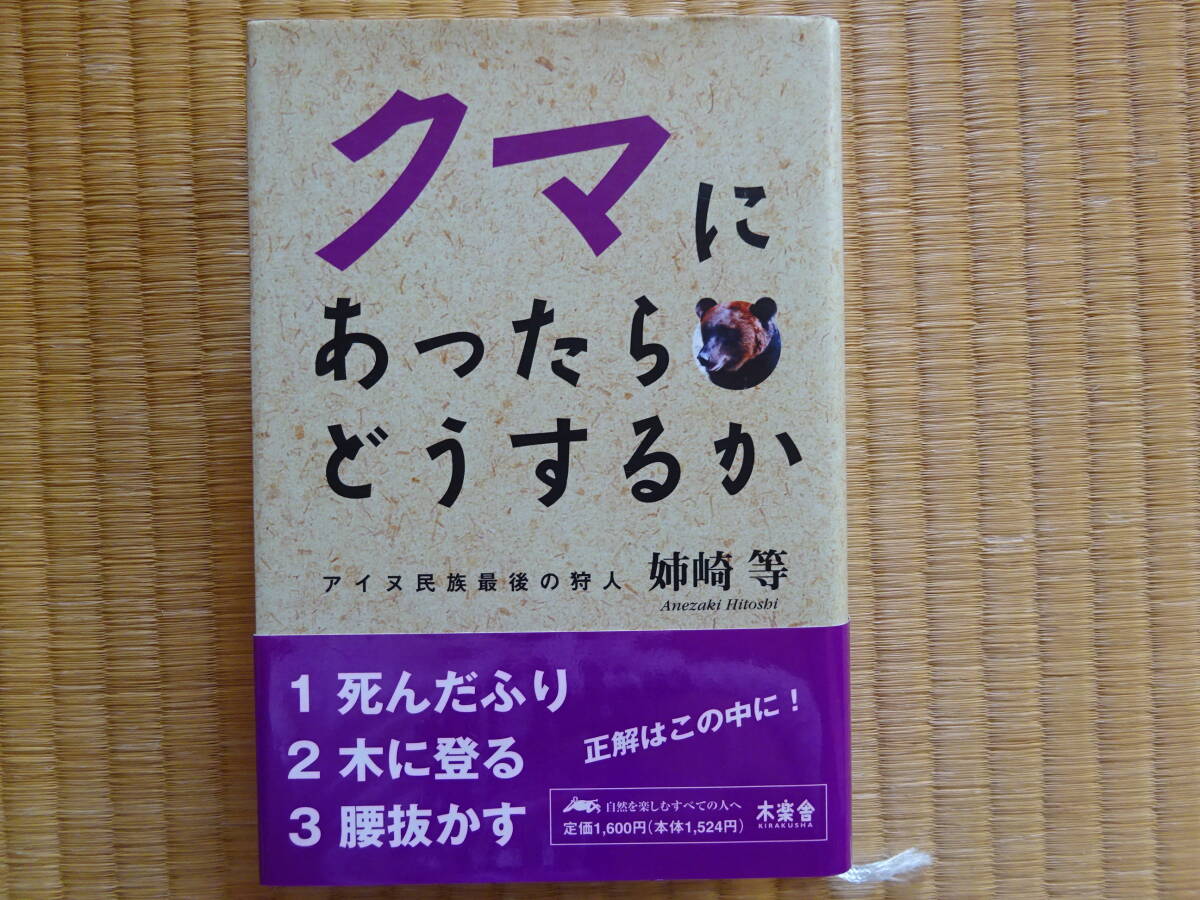 クマに
あったら
どうするか
アイヌ民族最後の狩人 姉崎 等
Anezaki Hitoshi
1 死んだふり
2 木に登る
3 腰抜かす
正解はこの中に!
自然を楽しむすべての人へ
定価1,600円(本体1,524円)
木楽舎
KIRAKUSHA